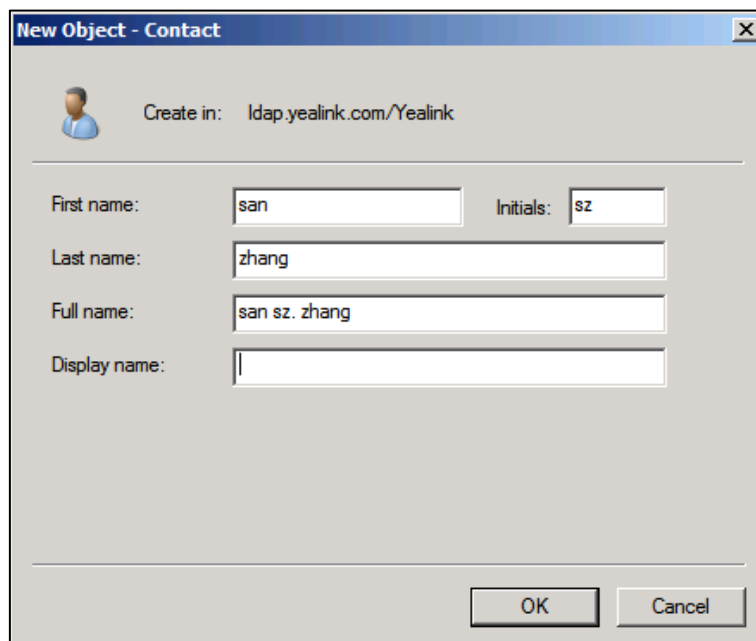 New Object - Contact
Create in: ldap.yealink.com/Yealink
First name: san Initials: sz
Last name: zhang
Full name: san sz. zhang
Display name:
OK Cancel